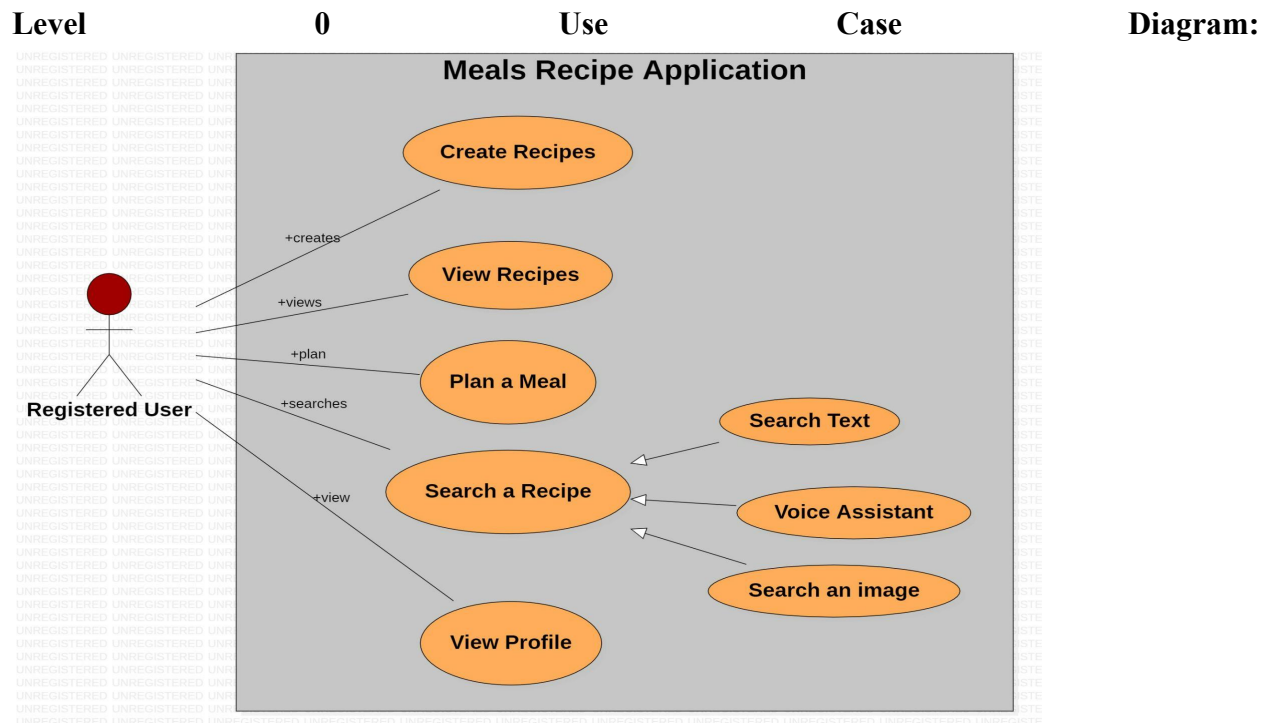 Level 0 Use Case Diagram:
Meals Recipe Application
Create Recipes
+creates
View Recipes
+views
+plan
Plan a Meal
+searches
Registered User
Search Text
Search a Recipe
+view
Voice Assistant
Search an image
View Profile